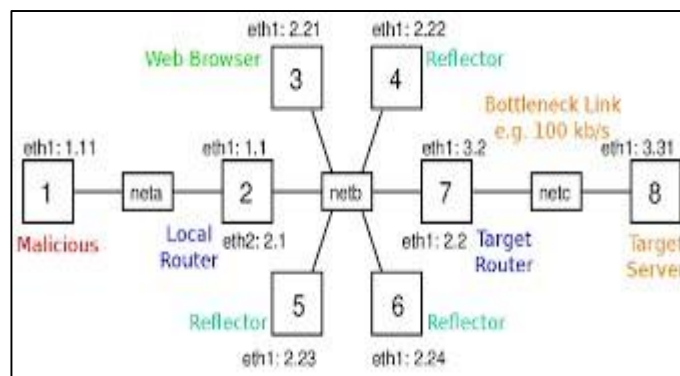 eth1: 2.21
eth1: 2.22
Web Browser
3
4
Reflector
Bottleneck Link
e.g. 100 kb/s
eth1: 1.11
eth1: 1.1
eth1: 3.2
eth1: 3.31
1
neta
2
netb
7
netc
8
Malicious
Local
Router
eth2: 2.1
eth1: 2.2
Target
Router
Target
Server
Reflector
5
6
Reflector
eth1: 2.23
eth1: 2.24